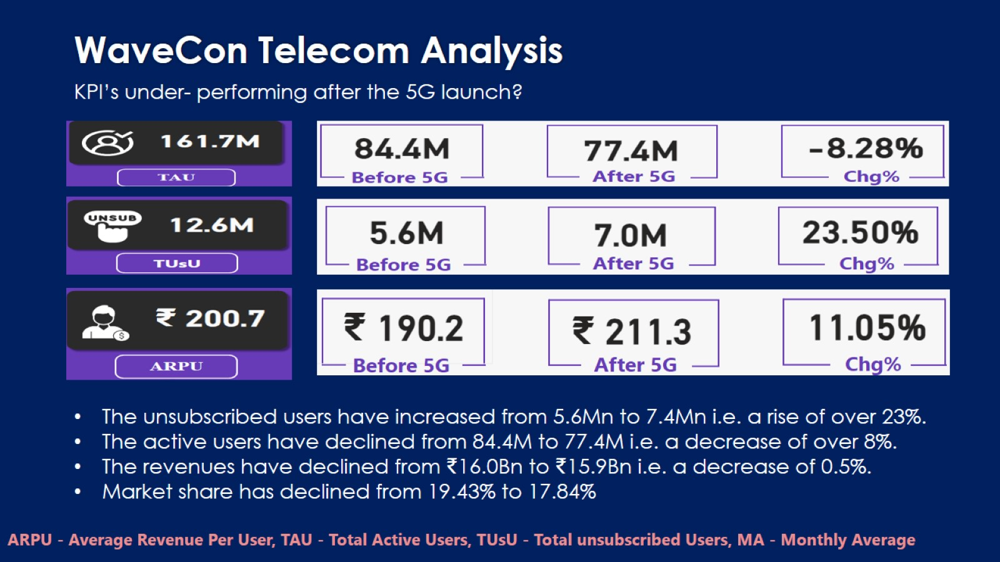 WaveCon Telecom Analysis
KPI’s under- performing after the 5G launch?
161.7M
TAU
84.4M
Before 5G
77.4M
After 5G
-8.28%
Chg%
UNSUB
12.6M
TUsU
5.6M
Before 5G
7.0M
After 5G
23.50%
Chg%
$
₹ 200.7
ARPU
₹ 190.2
Before 5G
₹ 211.3
After 5G
11.05%
Chg%
• The unsubscribed users have increased from 5.6Mn to 7.4Mn i.e. a rise of over 23%.
• The active users have declined from 84.4M to 77.4M i.e. a decrease of over 8%.
• The revenues have declined from ₹16.0Bn to ₹15.9Bn i.e. a decrease of 0.5%.
• Market share has declined from 19.43% to 17.84%
ARPU - Average Revenue Per User, TAU - Total Active Users, TUsU - Total unsubscribed Users, MA - Monthly Average